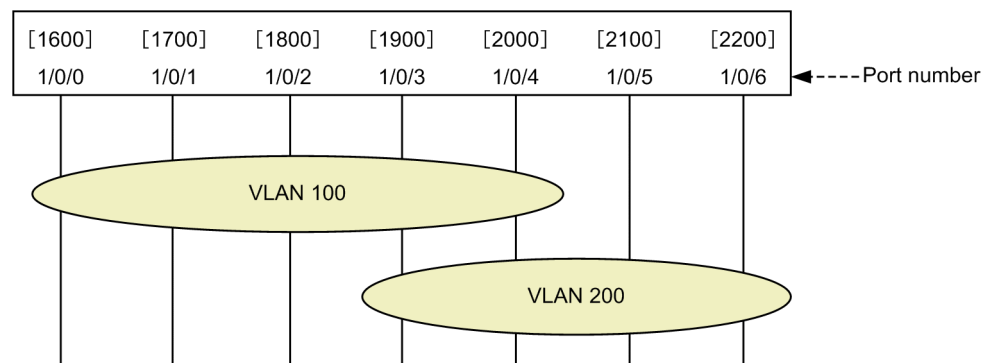 [1600] [1700] [1800] [1900] [2000] [2100] [2200]
1/0/0 1/0/1 1/0/2 1/0/3 1/0/4 1/0/5 1/0/6 Port number
VLAN 100
VLAN 200